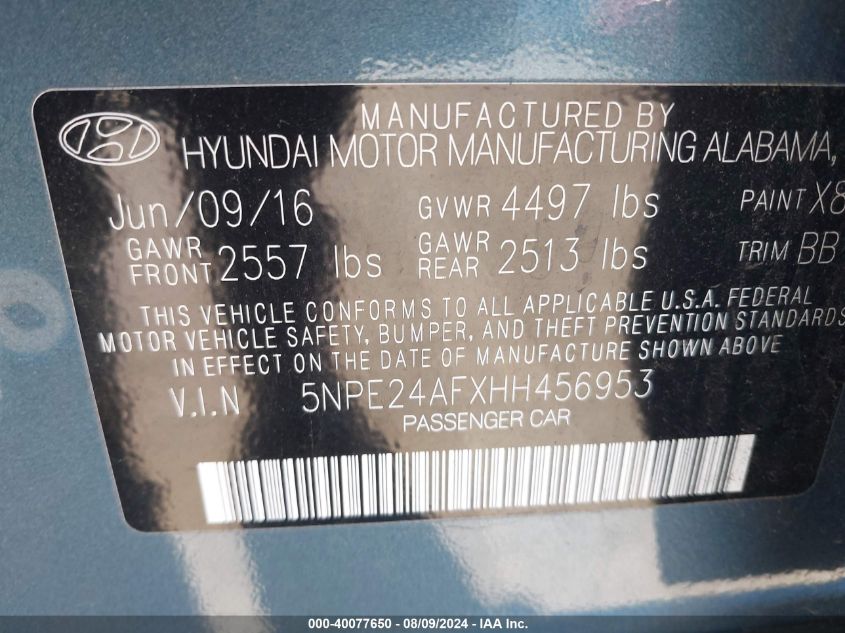 MANUFACTURED BY
HYUNDAI MOTOR MANUFACTURING ALABAMA,
Jun/09/16 GVWR 4497 lbs PAINT X8
GAWR FRONT 2557 lbs GAWR REAR 2513 lbs TRIM BB
THIS VEHICLE CONFORMS TO ALL APPLICABLE U.S.A. FEDERAL
MOTOR VEHICLE SAFETY, BUMPER, AND THEFT PREVENTION STANDARDS
IN EFFECT ON THE DATE OF MANUFACTURE SHOWN ABOVE
V.I.N 5NPE24AFXHH456953
PASSENGER CAR
000-40077650 - 08/09/2024 - IAA Inc.